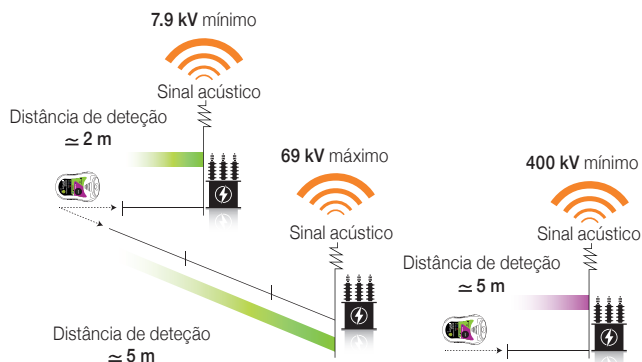 7.9 kV mínimo
Sinal acústico
Distância de deteção
≃ 2 m
69 kV máximo
Sinal acústico
Distância de deteção
≃ 5 m
400 kV mínimo
Sinal acústico
Distância de deteção
≃ 5 m